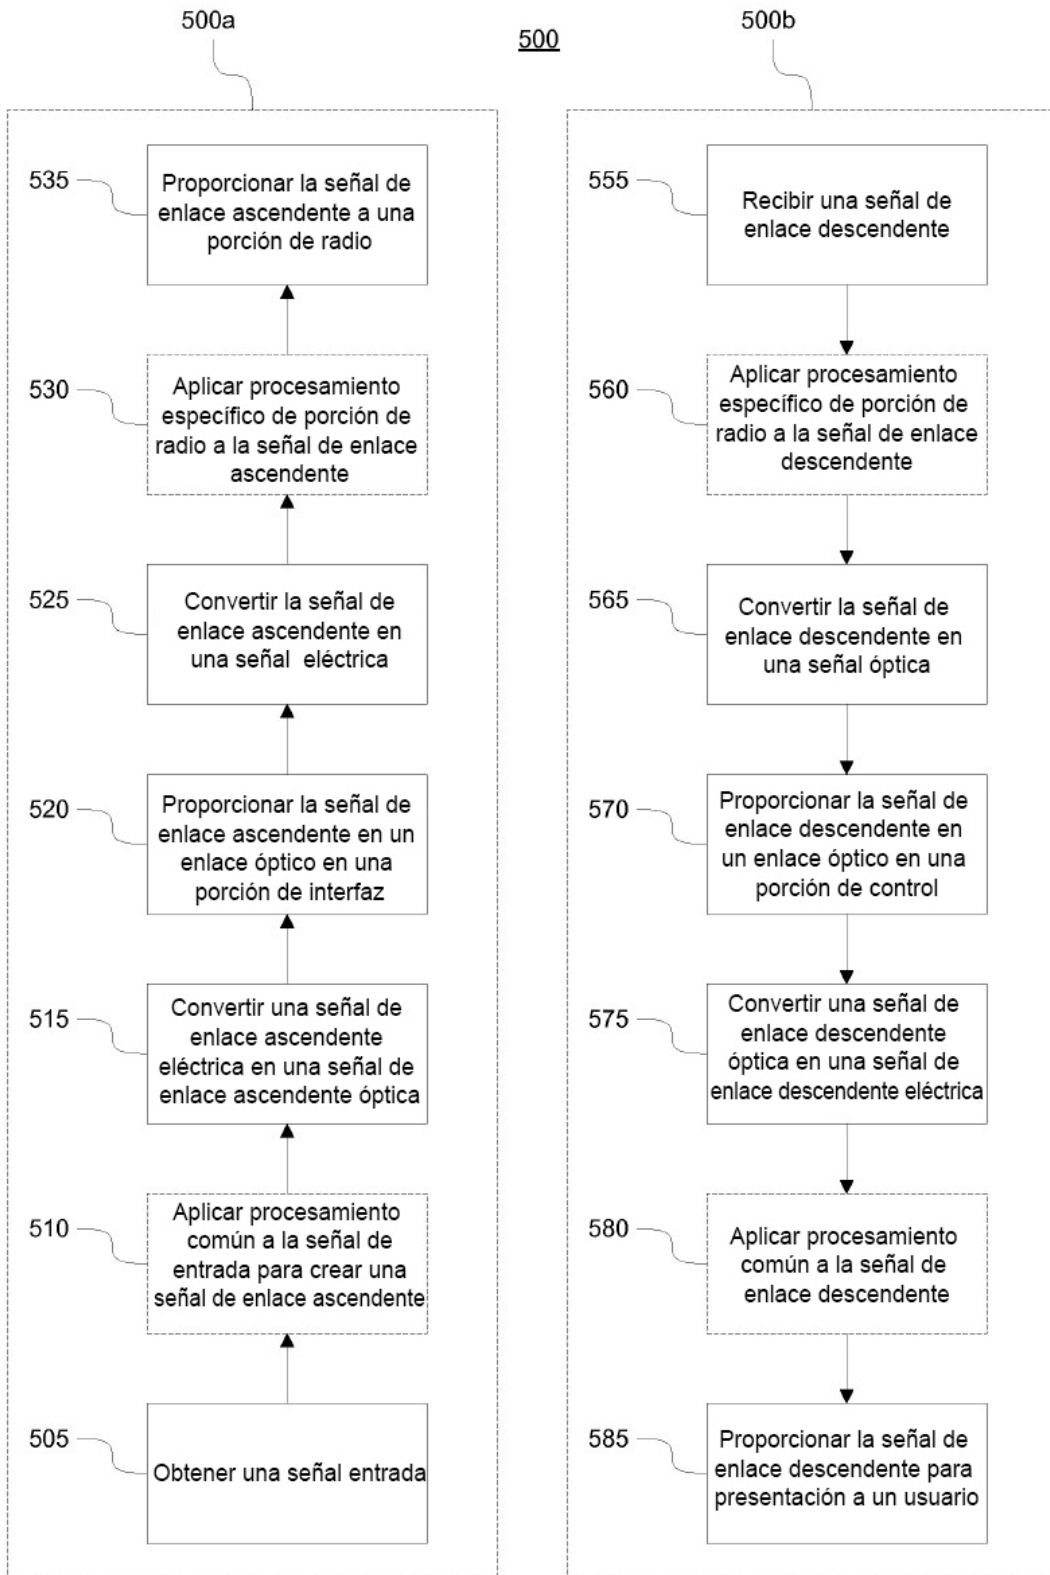 500a
500
500b
535
Proporcionar la señal de
enlace ascendente a una
porción de radio
530
Aplicar procesamiento
específico de porción de
radio a la señal de enlace
ascendente
525
Convertir la señal de
enlace ascendente en
una señal eléctrica
520
Proporcionar la señal de
enlace ascendente en un
enlace óptico en una
porción de interfaz
515
Convertir una señal de
enlace ascendente
eléctrica en una señal de
enlace ascendente óptica
510
Aplicar procesamiento
común a la señal de
entrada para crear una
señal de enlace ascendente
505
Obtener una señal entrada
555
Recibir una señal de
enlace descendente
560
Aplicar procesamiento
específico de porción de
radio a la señal de enlace
descendente
565
Convertir la señal de
enlace descendente en
una señal óptica
570
Proporcionar la señal de
enlace descendente en
un enlace óptico en una
porción de control
575
Convertir una señal de
enlace descendente
óptica en una señal de
enlace descendente eléctrica
580
Aplicar procesamiento
común a la señal de
enlace descendente
585
Proporcionar la señal de
enlace descendente para
presentación a un usuario